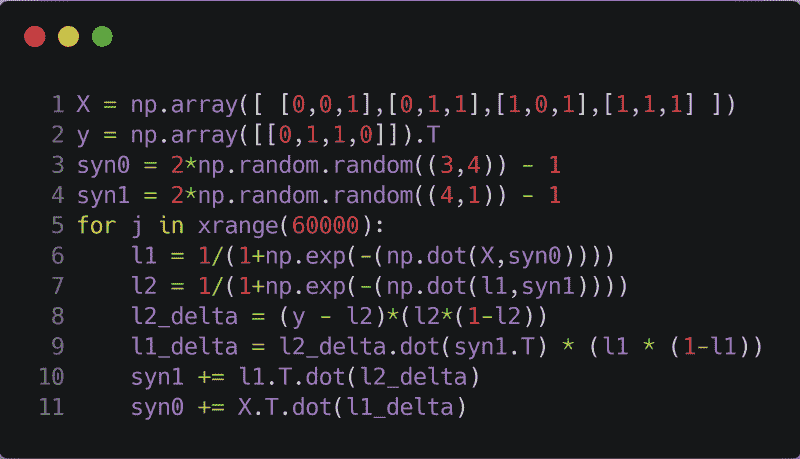 1 X = np.array([ [0,0,1],[0,1,1],[1,0,1],[1,1,1] ])
2 y = np.array([[0,1,1,0]]).T
3 syn0 = 2*np.random.random((3,4)) - 1
4 syn1 = 2*np.random.random((4,1)) - 1
5 for j in xrange(60000):
6     l1 = 1/(1+np.exp(-(np.dot(X,syn0))))
7     l2 = 1/(1+np.exp(-(np.dot(l1,syn1))))
8     l2_delta = (y - l2)*(l2*(1-l2))
9     l1_delta = l2_delta.dot(syn1.T) * (l1 * (1-l1))
10     syn1 += l1.T.dot(l2_delta)
11     syn0 += X.T.dot(l1_delta)